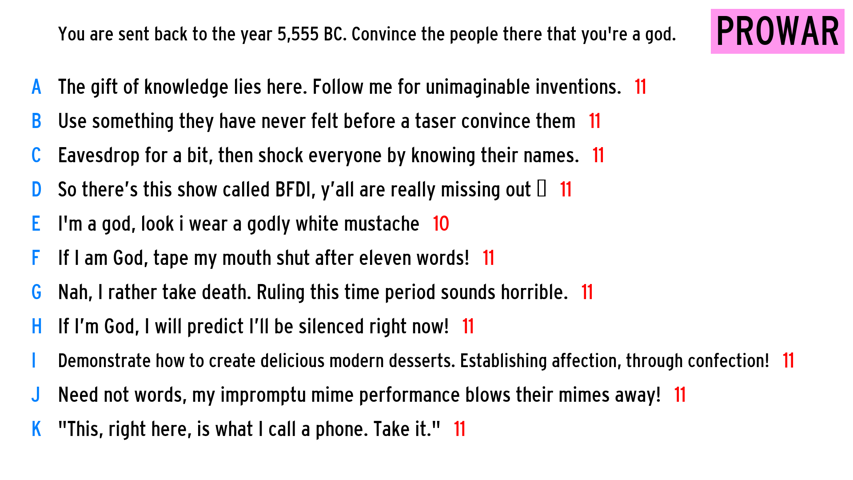 You are sent back to the year 5,555 BC. Convince the people there that you're a god.
PROWAR
A The gift of knowledge lies here. Follow me for unimaginable inventions. 11
B Use something they have never felt before a taser convince them 11
C Eavesdrop for a bit, then shock everyone by knowing their names. 11
D So there’s this show called BFDI, y’all are really missing out ▯ 11
E I'm a god, look i wear a godly white mustache 10
F If I am God, tape my mouth shut after eleven words! 11
G Nah, I rather take death. Ruling this time period sounds horrible. 11
H If I’m God, I will predict I’ll be silenced right now! 11
I Demonstrate how to create delicious modern desserts. Establishing affection, through confection! 11
J Need not words, my impromptu mime performance blows their mimes away! 11
K "This, right here, is what I call a phone. Take it." 11